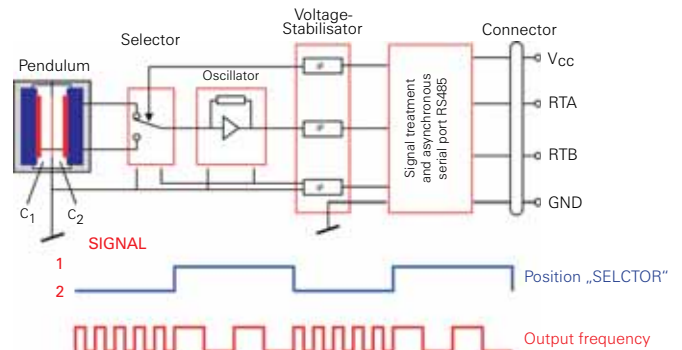 Voltage-
Stabilisator
Connector
Selector
Pendulum
Oscillator
Signal treatment
and asynchronous
serial port RS485
VCC
RTA
RTB
GND
C1
C2
SIGNAL
1
2
Position „SELCTOR"
Output frequency